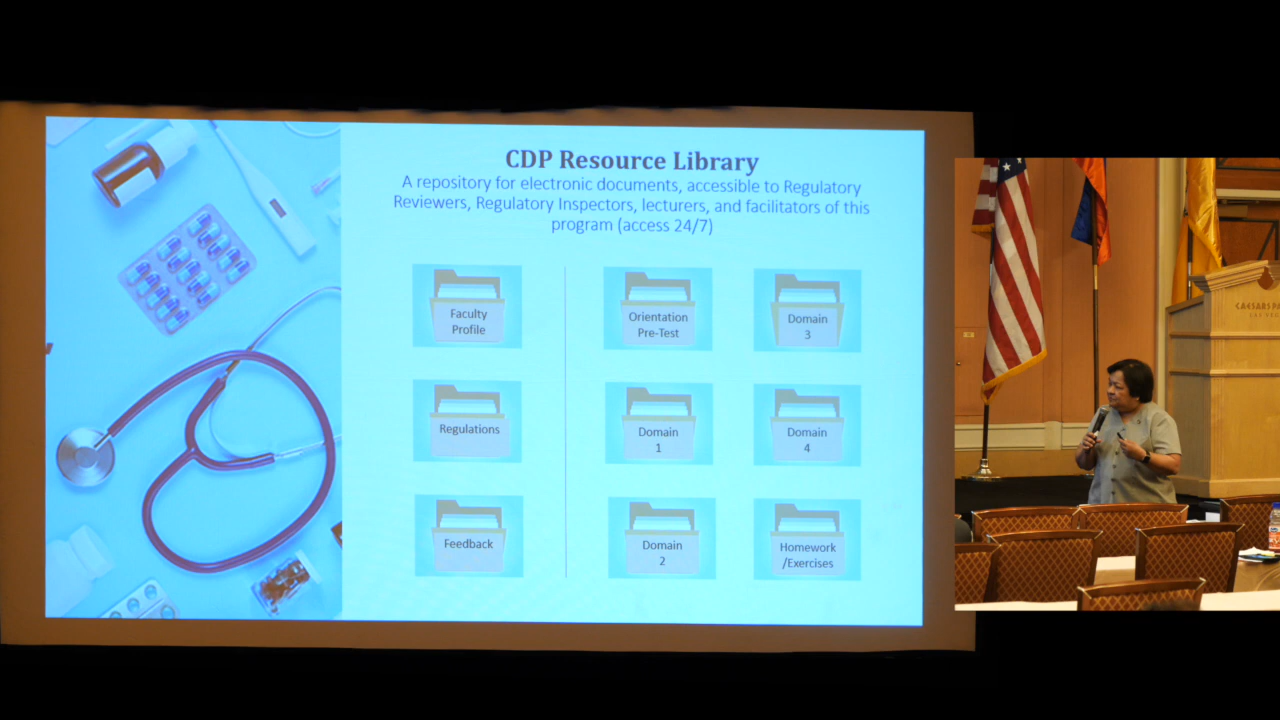 CDP Resource Library
A repository for electronic documents, accessible to Regulatory
Reviewers, Regulatory Inspectors, lecturers, and facilitators of this
program (access 24/7)
Faculty
Profile
Orientation
Pre-Test
Domain
3
Regulations
Domain
1
Domain
4
Feedback
Domain
2
Homework
/Exercises
CAESARS